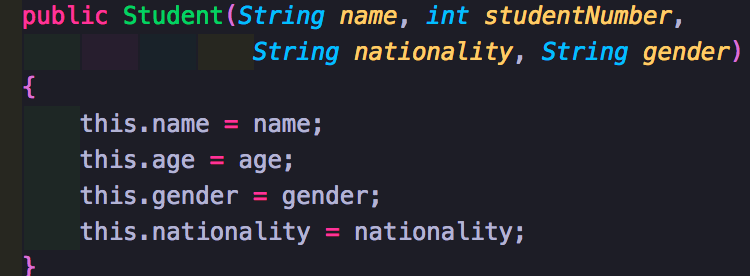 public Student(String name, int studentNumber,
String nationality, String gender)
{
this.name = name;
this.age = age;
this.gender = gender;
this.nationality = nationality;
}